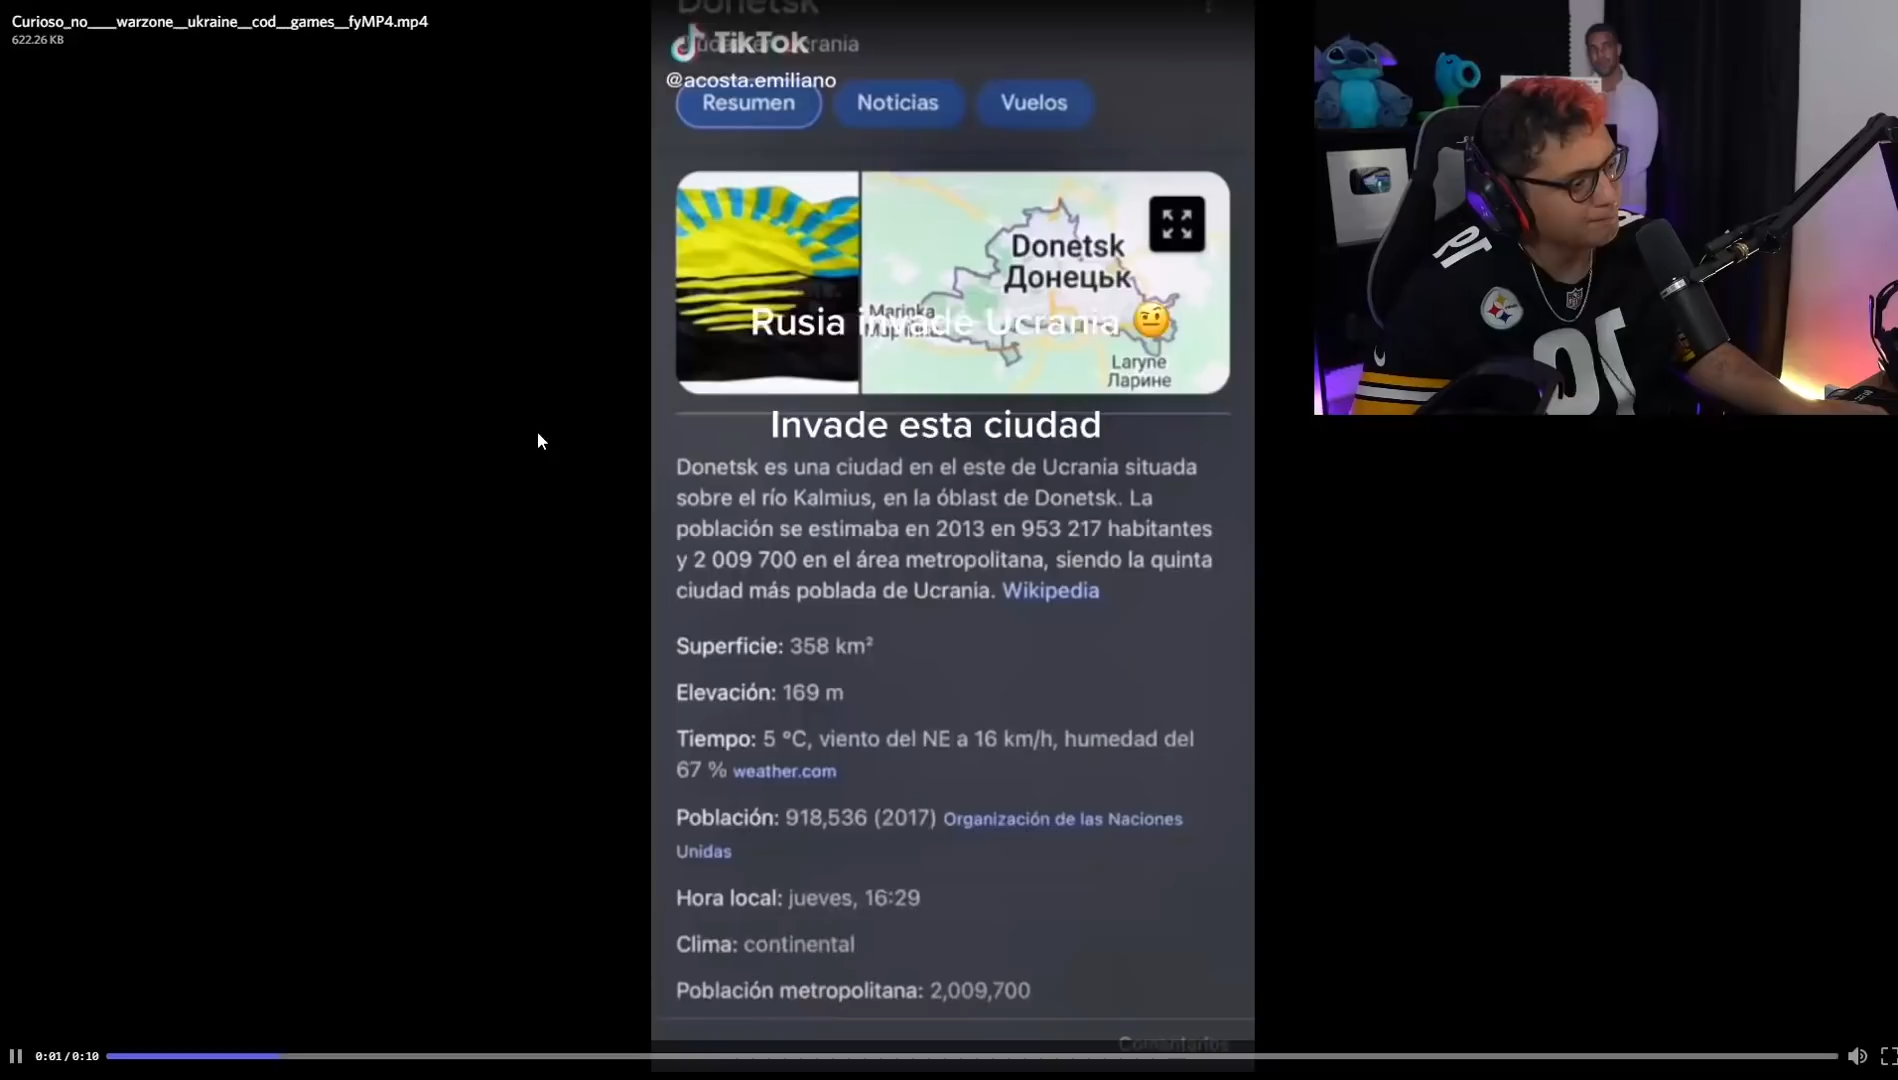 Curioso_no____warzone__ukraine__cod__games__fyMP4.mp4
622.26 KB
Donetsk
TikTok
@acosta.emiliano
Resumen
Noticias
Vuelos
Donetsk
Донецьк
Marinka
Rusia invade Ucrania 🤨
Laryne
Ларине
Invade esta ciudad
Donetsk es una ciudad en el este de Ucrania situada
sobre el río Kalmius, en la óblast de Donetsk. La
población se estimaba en 2013 en 953 217 habitantes
y 2 009 700 en el área metropolitana, siendo la quinta
ciudad más poblada de Ucrania. Wikipedia
Superficie: 358 km²
Elevación: 169 m
Tiempo: 5 °C, viento del NE a 16 km/h, humedad del
67 % weather.com
Población: 918,536 (2017) Organización de las Naciones
Unidas
Hora local: jueves, 16:29
Clima: continental
Población metropolitana: 2,009,700
Comentarios
0:01/0:10